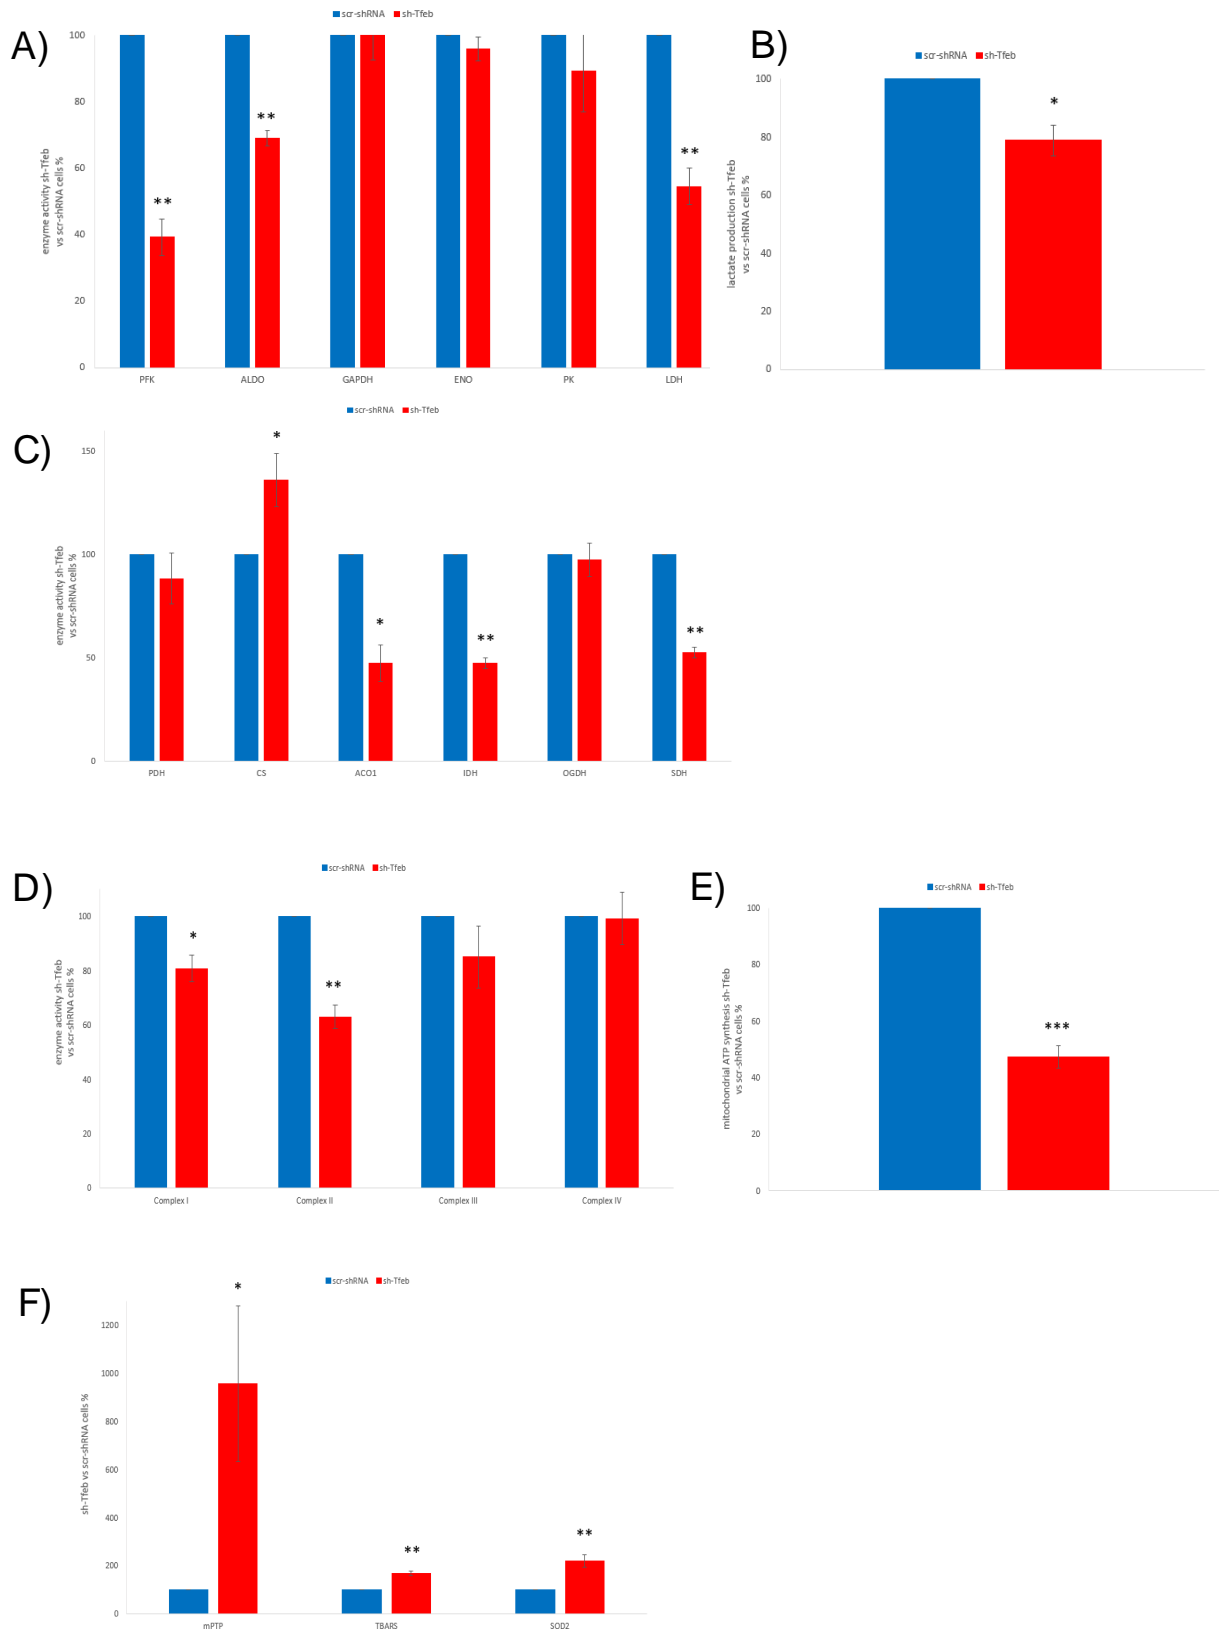 A)
scr-shRNA sh-Tfeb
enzyme activity sh-Tfeb
vs scr-shRNA cells %
100
80
60
40
20
0
**
**
**
PFK ALDO GAPDH ENO PK LDH
B)
scr-shRNA sh-Tfeb
lactate production sh-Tfeb
vs scr-shRNA cells %
100
80
60
40
20
0
*
C)
scr-shRNA sh-Tfeb
enzyme activity sh-Tfeb
vs scr-shRNA cells %
150
100
50
0
*
*
**
**
PDH CS ACO1 IDH OGDH SDH
D)
scr-shRNA sh-Tfeb
enzyme activity sh-Tfeb
vs scr-shRNA cells %
100
80
60
40
20
0
*
**
Complex I Complex II Complex III Complex IV
E)
scr-shRNA sh-Tfeb
mitochondrial ATP synthesis sh-Tfeb
vs scr-shRNA cells %
100
80
60
40
20
0
***
F)
scr-shRNA sh-Tfeb
sh-Tfeb vs scr-shRNA cells %
1200
1000
800
600
400
200
0
*
**
**
mPTP TBARS SOD2